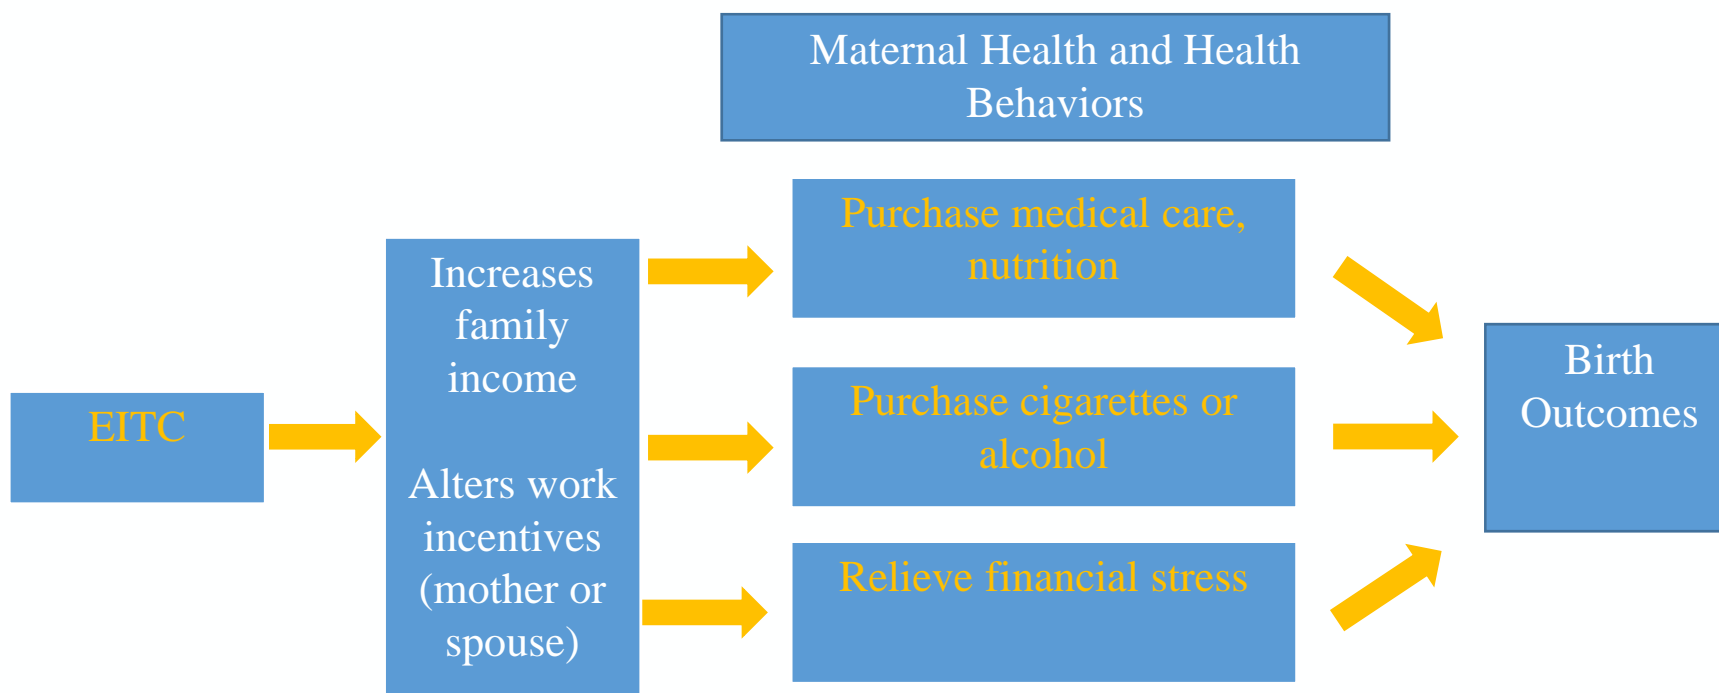 Maternal Health and Health
Behaviors
EITC
Increases
family
income
Alters work
incentives
(mother or
spouse)
Purchase medical care,
nutrition
Purchase cigarettes or
alcohol
Relieve financial stress
Birth
Outcomes